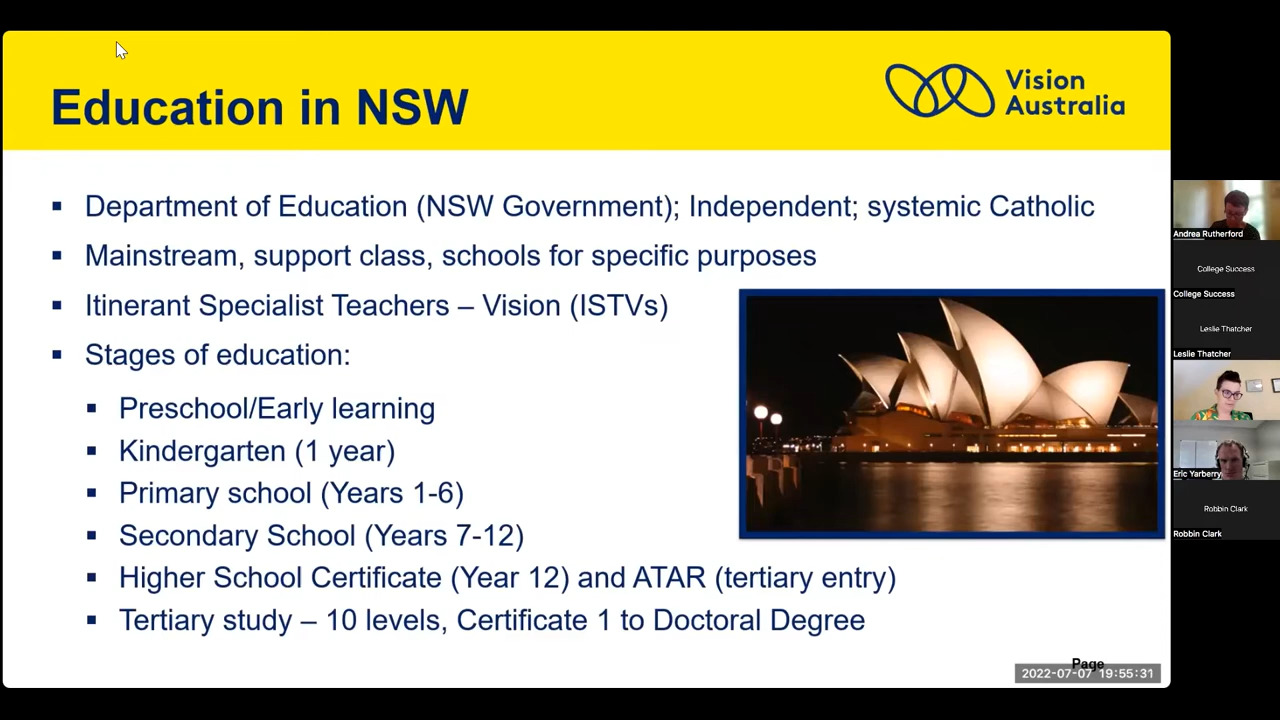 Education in NSW
Vision
Australia
▪ Department of Education (NSW Government); Independent; systemic Catholic
▪ Mainstream, support class, schools for specific purposes
▪ Itinerant Specialist Teachers – Vision (ISTVs)
▪ Stages of education:
▪ Preschool/Early learning
▪ Kindergarten (1 year)
▪ Primary school (Years 1-6)
▪ Secondary School (Years 7-12)
▪ Higher School Certificate (Year 12) and ATAR (tertiary entry)
▪ Tertiary study – 10 levels, Certificate 1 to Doctoral Degree
Page
2022-07-07 19:55:31
Andrea Rutherford
College Success
College Success
Leslie Thatcher
Leslie Thatcher
Eric Yarberry
Robbin Clark
Robbin Clark